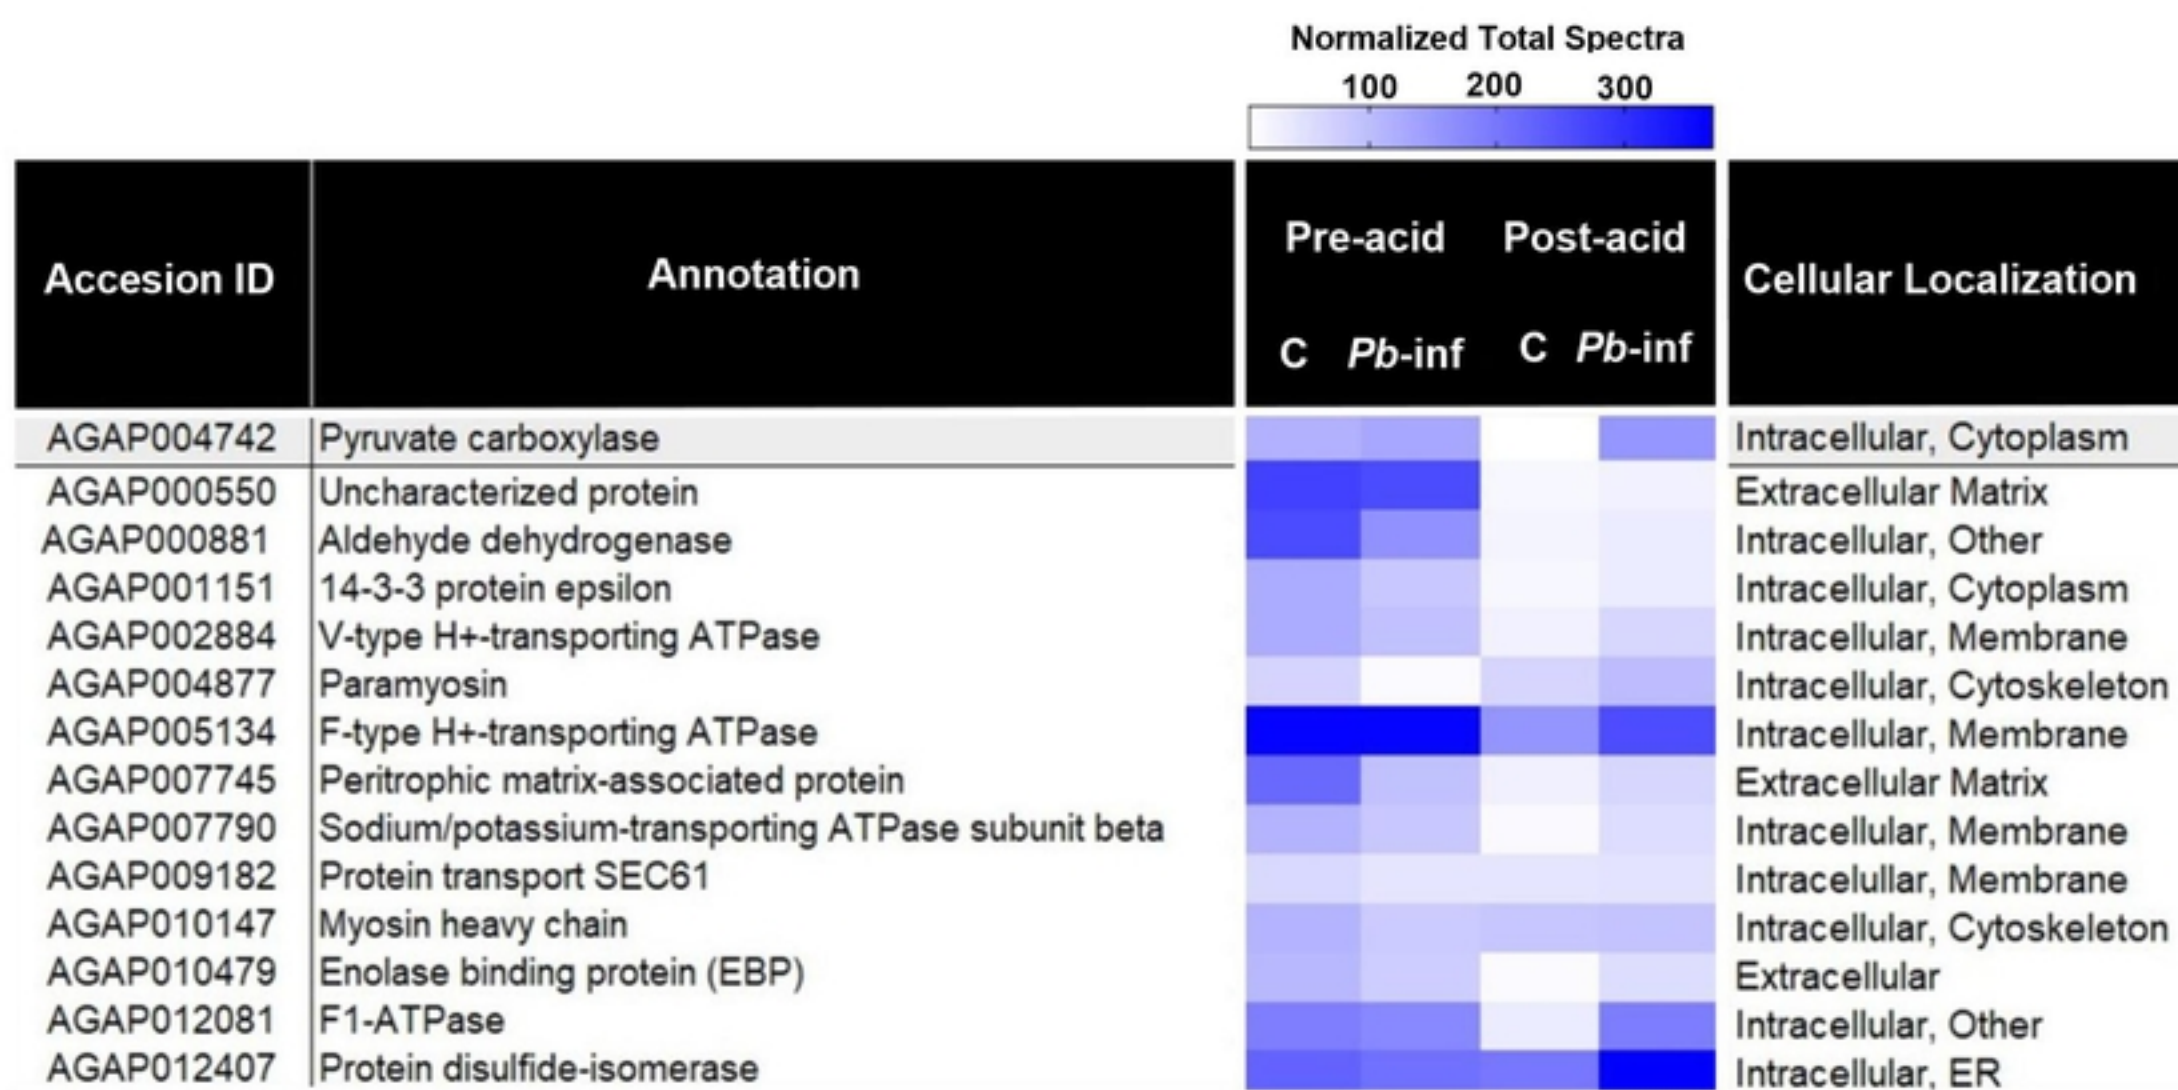 Normalized Total Spectra
100 200 300
Accesion ID Annotation Pre-acid Post-acid Cellular Localization
C Pb-inf C Pb-inf
AGAP004742 Pyruvate carboxylase Intracellular, Cytoplasm
AGAP000550 Uncharacterized protein Extracellular Matrix
AGAP000881 Aldehyde dehydrogenase Intracellular, Other
AGAP001151 14-3-3 protein epsilon Intracellular, Cytoplasm
AGAP002884 V-type H+-transporting ATPase Intracellular, Membrane
AGAP004877 Paramyosin Intracellular, Cytoskeleton
AGAP005134 F-type H+-transporting ATPase Intracellular, Membrane
AGAP007745 Peritrophic matrix-associated protein Extracellular Matrix
AGAP007790 Sodium/potassium-transporting ATPase subunit beta Intracellular, Membrane
AGAP009182 Protein transport SEC61 Intracelullar, Membrane
AGAP010147 Myosin heavy chain Intracellular, Cytoskeleton
AGAP010479 Enolase binding protein (EBP) Extracellular
AGAP012081 F1-ATPase Intracellular, Other
AGAP012407 Protein disulfide-isomerase Intracellular, ER